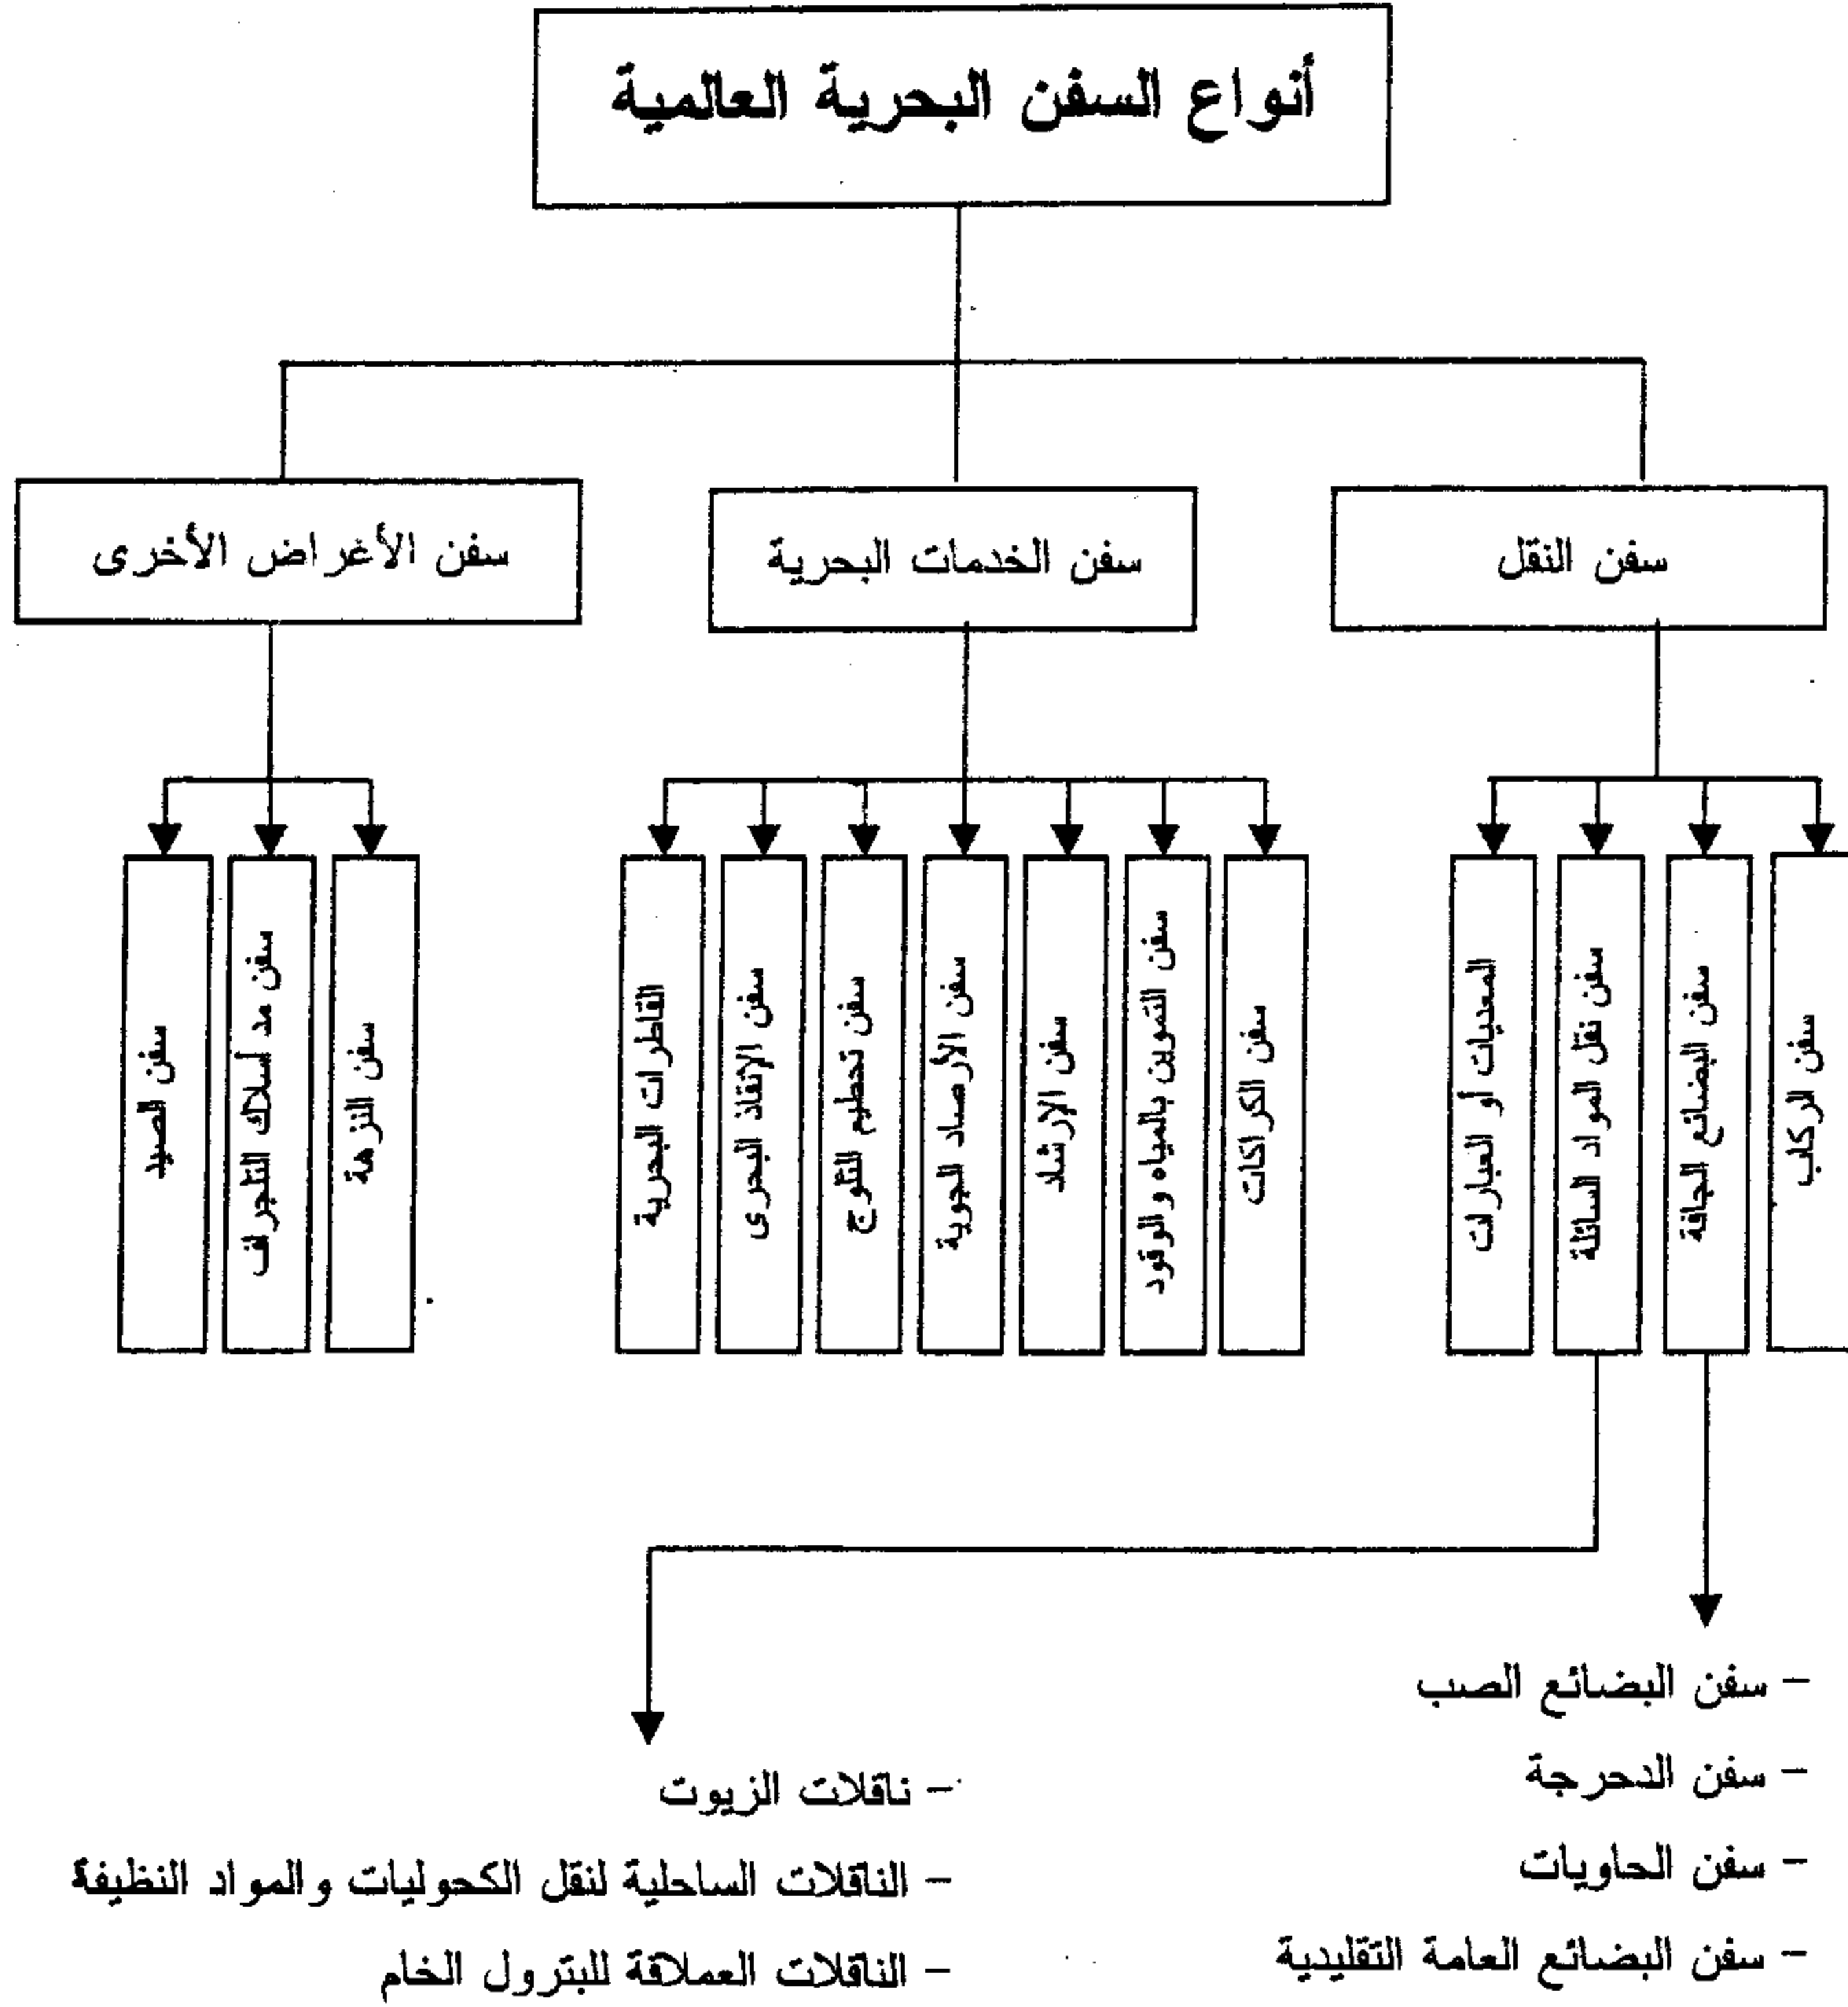 أنواع السفن البحرية العالمية
سفن النقل
سفن الخدمات البحرية
سفن الأغراض الأخرى
سفن الركاب
سفن البضائع الجافة
سفن نقل المواد السائلة
المعديات أو العبارات
سفن الكراكات
سفن التموين بالمياه والوقود
سفن الإرشاد
سفن الأرصاد الجوية
سفن تحطيم الثلوج
سفن الإنقاذ البحرى
القاطرات البحرية
سفن النزهة
سفن مد أسلاك التلجراف
سفن الصيد
- سفن البضائع الصب
- سفن الدحرجة
- سفن الحاويات
- سفن البضائع العامة التقليدية
- ناقلات الزيوت
- الناقلات الساحلية لنقل الكحوليات والمواد النظيفة
- الناقلات العملاقة للبترول الخام